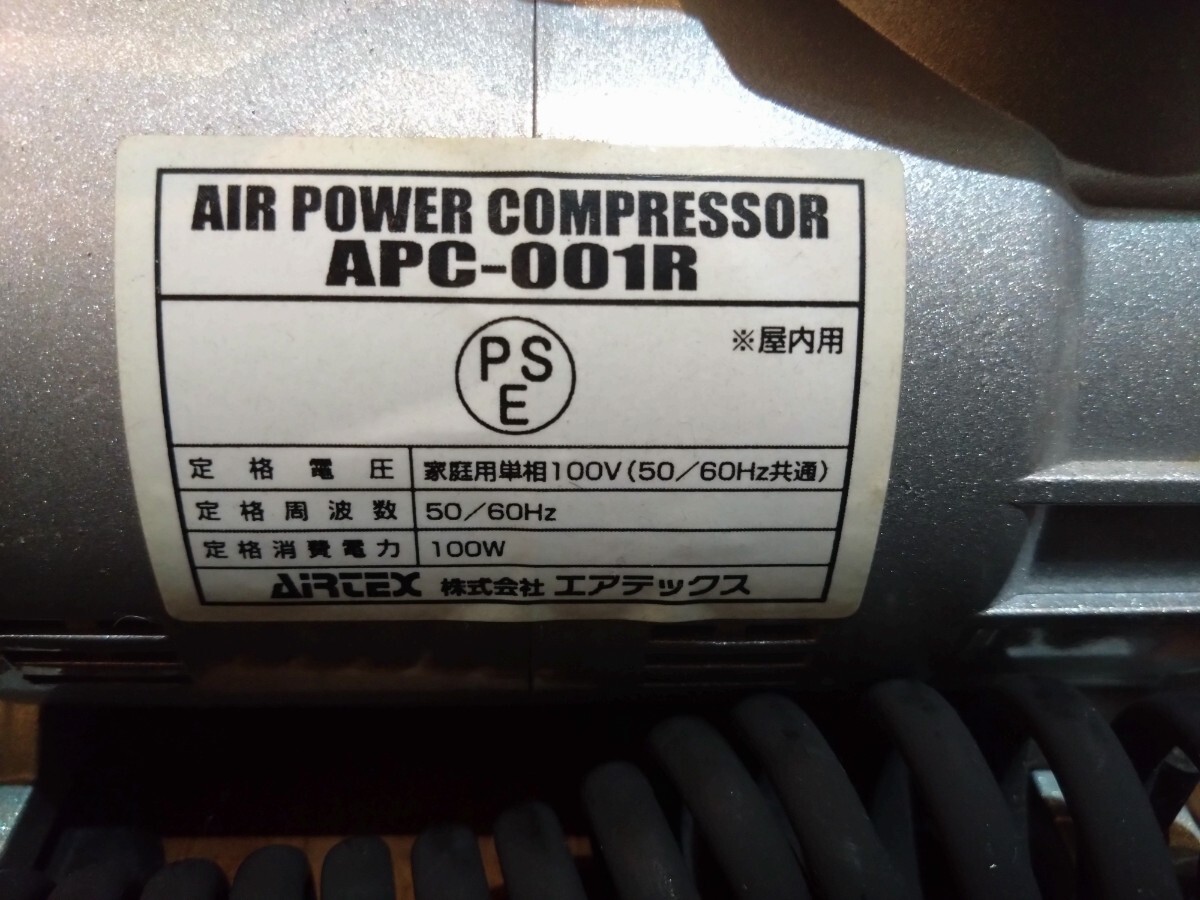 AIR POWER COMPRESSOR
APC-001R
PS
E
※屋内用
定格電圧 家庭用単相100V(50/60Hz共通)
定格周波数 50/60Hz
定格消費電力 100W
AIRTEX 株式会社 エアテックス